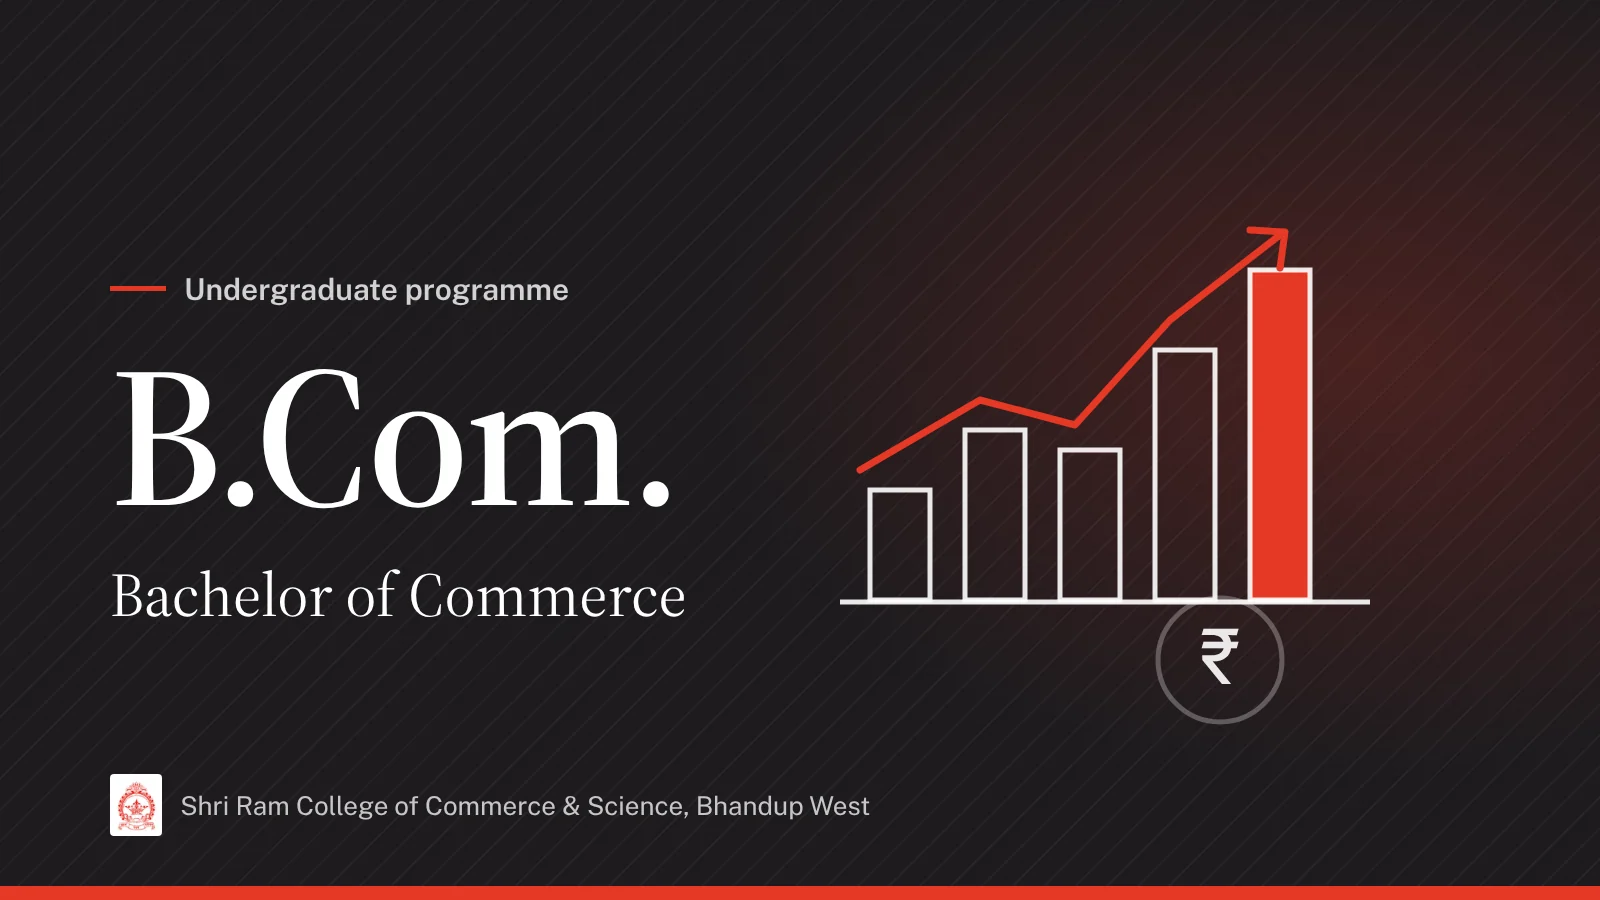 Undergraduate programme
B.Com.
Bachelor of Commerce
₹
Shri Ram College of Commerce & Science, Bhandup West